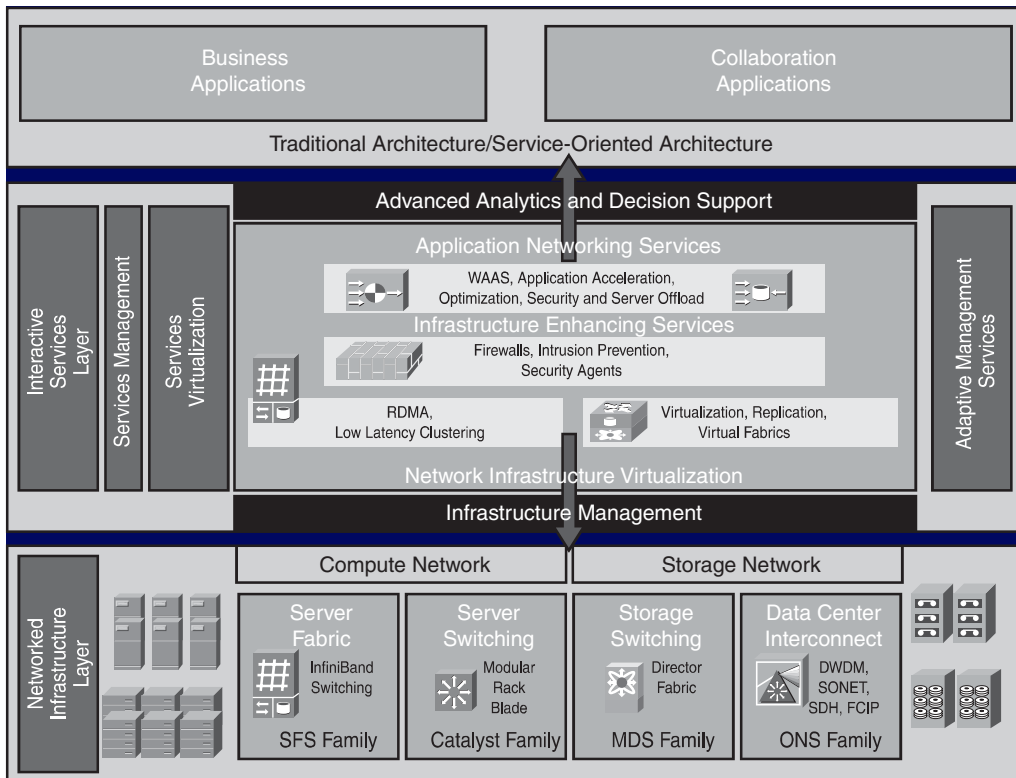 Business
Applications
Collaboration
Applications
Traditional Architecture/Service-Oriented Architecture
Interactive
Services
Layer
Services Management
Services
Virtualization
Advanced Analytics and Decision Support
Application Networking Services
WAAS, Application Acceleration,
Optimization, Security and Server Offload
Infrastructure Enhancing Services
Firewalls, Intrusion Prevention,
Security Agents
RDMA,
Low Latency Clustering
Virtualization, Replication,
Virtual Fabrics
Network Infrastructure Virtualization
Infrastructure Management
Adaptive Management
Services
Networked
Infrastructure
Layer
Compute Network
Storage Network
Server
Fabric
InfiniBand
Switching
SFS Family
Server
Switching
Modular
Rack
Blade
Catalyst Family
Storage
Switching
Director
Fabric
MDS Family
Data Center
Interconnect
DWDM,
SONET,
SDH, FCIP
ONS Family